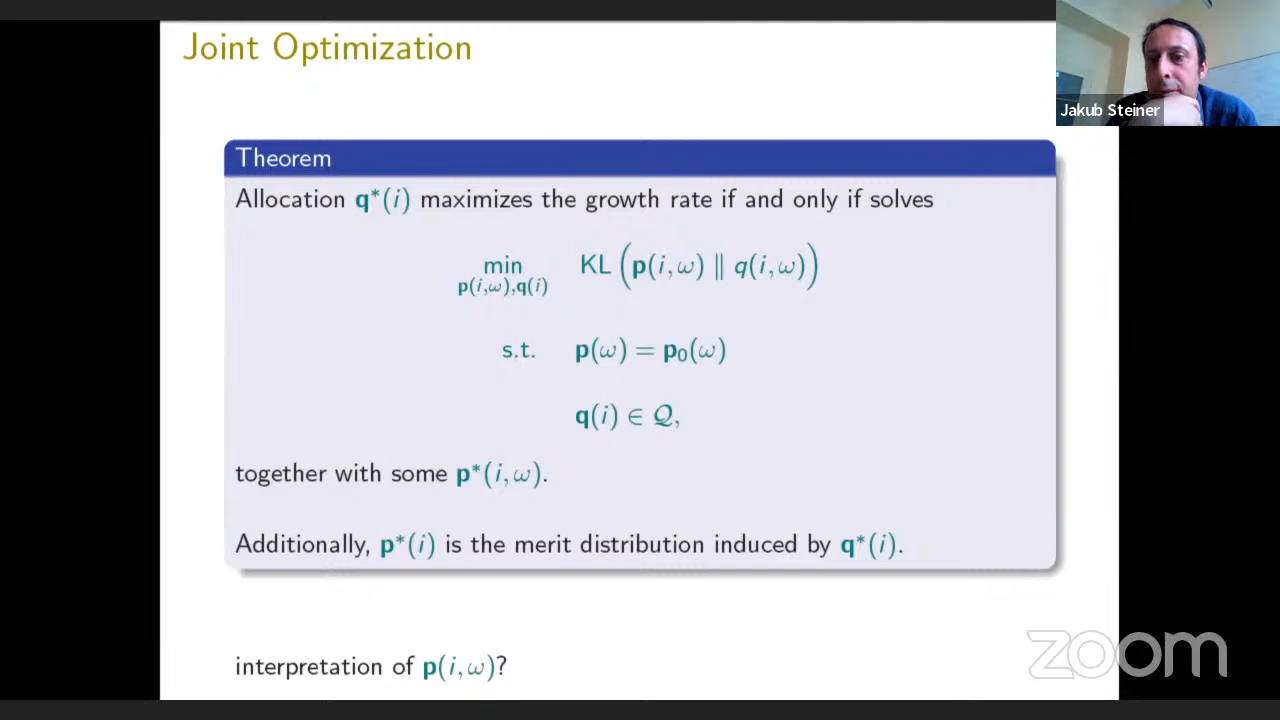 Joint Optimization
Jakub Steiner
Theorem
Allocation q*(i) maximizes the growth rate if and only if solves
min KL (p(i,ω) ∥ q(i,ω))
p(i,ω),q(i)
s.t. p(ω) = p₀(ω)
q(i) ∈ 𝒬,
together with some p*(i,ω).
Additionally, p*(i) is the merit distribution induced by q*(i).
interpretation of p(i,ω)?
zoom